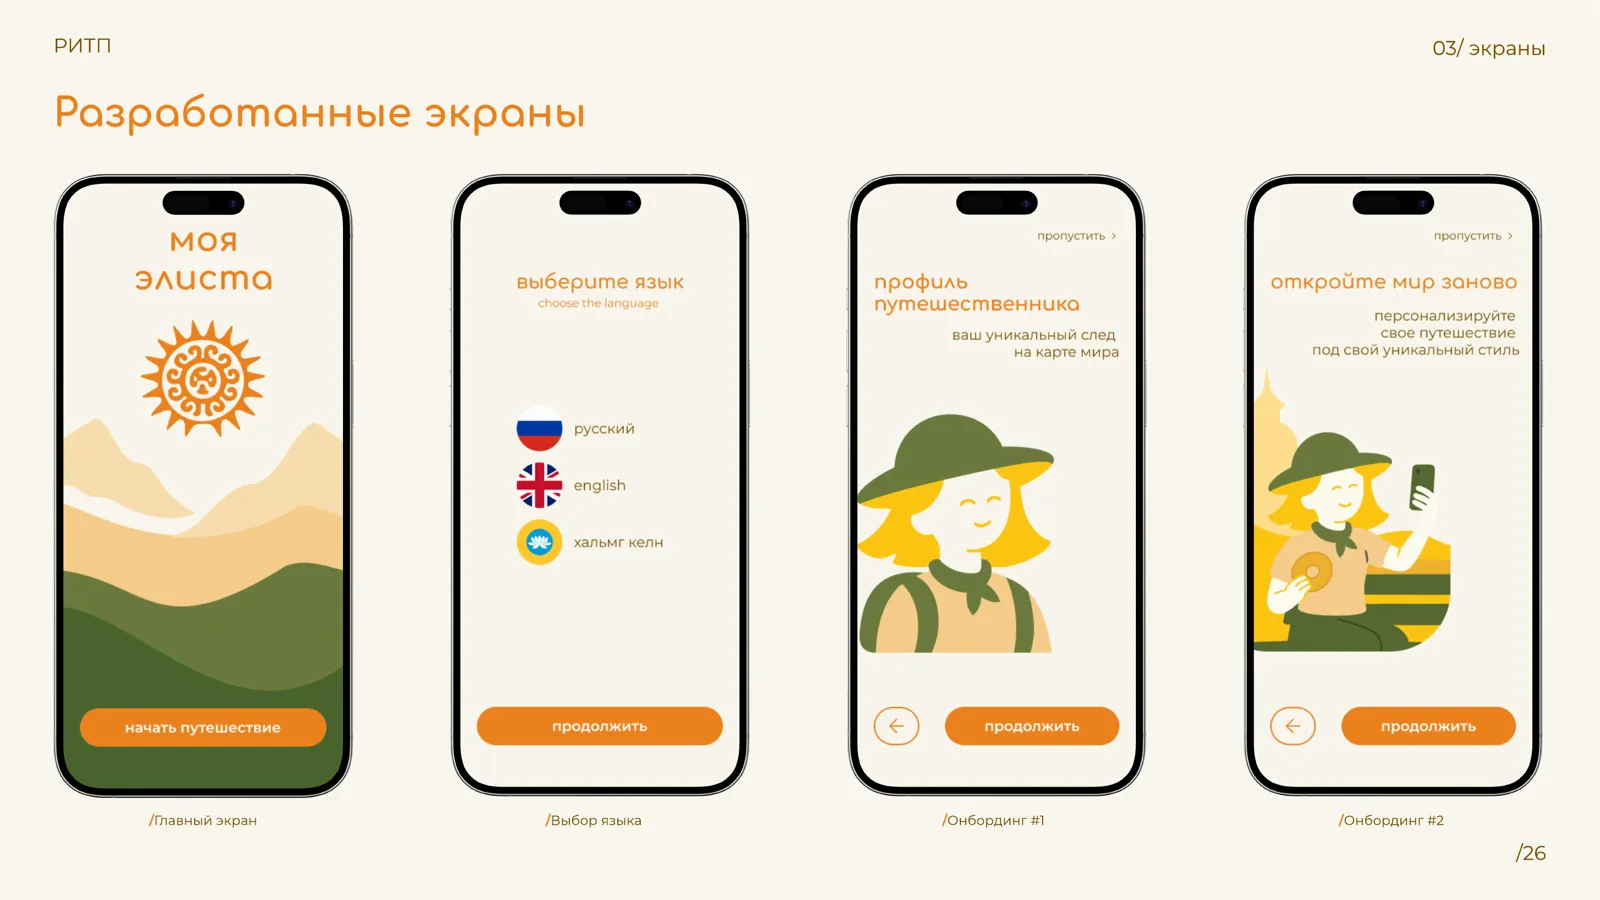 РИТП
03/ экраны
Разработанные экраны
моя
элиста
начать путешествие
/Главный экран
выберите язык
choose the language
русский
english
хальмг келн
продолжить
/Выбор языка
пропустить >
профиль
путешественника
ваш уникальный след
на карте мира
продолжить
/Онбординг #1
пропустить >
откройте мир заново
персонализируйте
свое путешествие
под свой уникальный стиль
продолжить
/Онбординг #2
/26